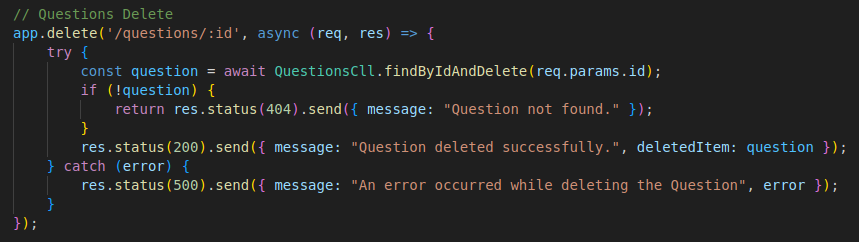 // Questions Delete
app.delete('/questions/:id', async (req, res) => {
    try {
        const question = await QuestionsCll.findByIdAndDelete(req.params.id);
        if (!question) {
            return res.status(404).send({ message: "Question not found." });
        }
        res.status(200).send({ message: "Question deleted successfully.", deletedItem: question });
    } catch (error) {
        res.status(500).send({ message: "An error occurred while deleting the Question", error });
    }
});